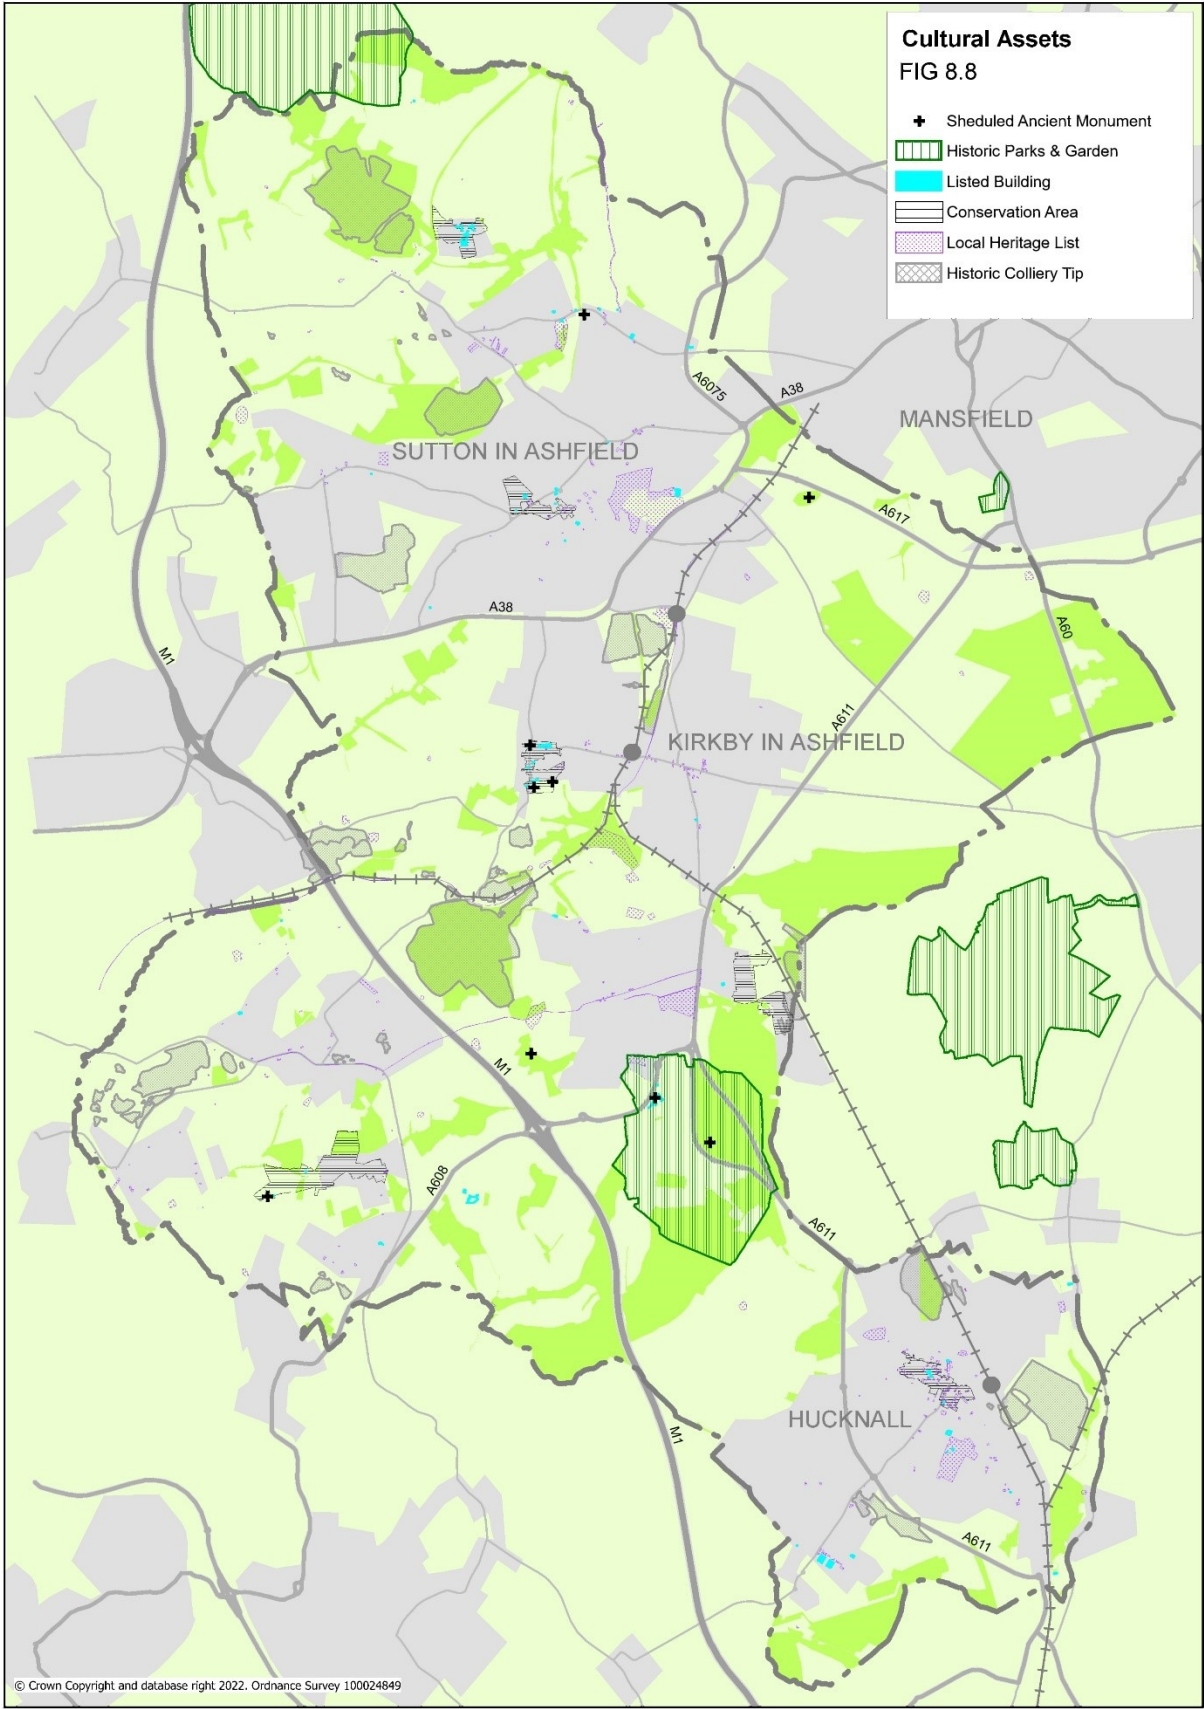 Cultural Assets
FIG 8.8
Sheduled Ancient Monument
Historic Parks & Garden
Listed Building
Conservation Area
Local Heritage List
Historic Colliery Tip
A6075
A38
MANSFIELD
SUTTON IN ASHFIELD
A617
A38
A60
M1
A611
KIRKBY IN ASHFIELD
M1
A608
A611
HUCKNALL
M1
A611
© Crown Copyright and database right 2022. Ordnance Survey 100024849